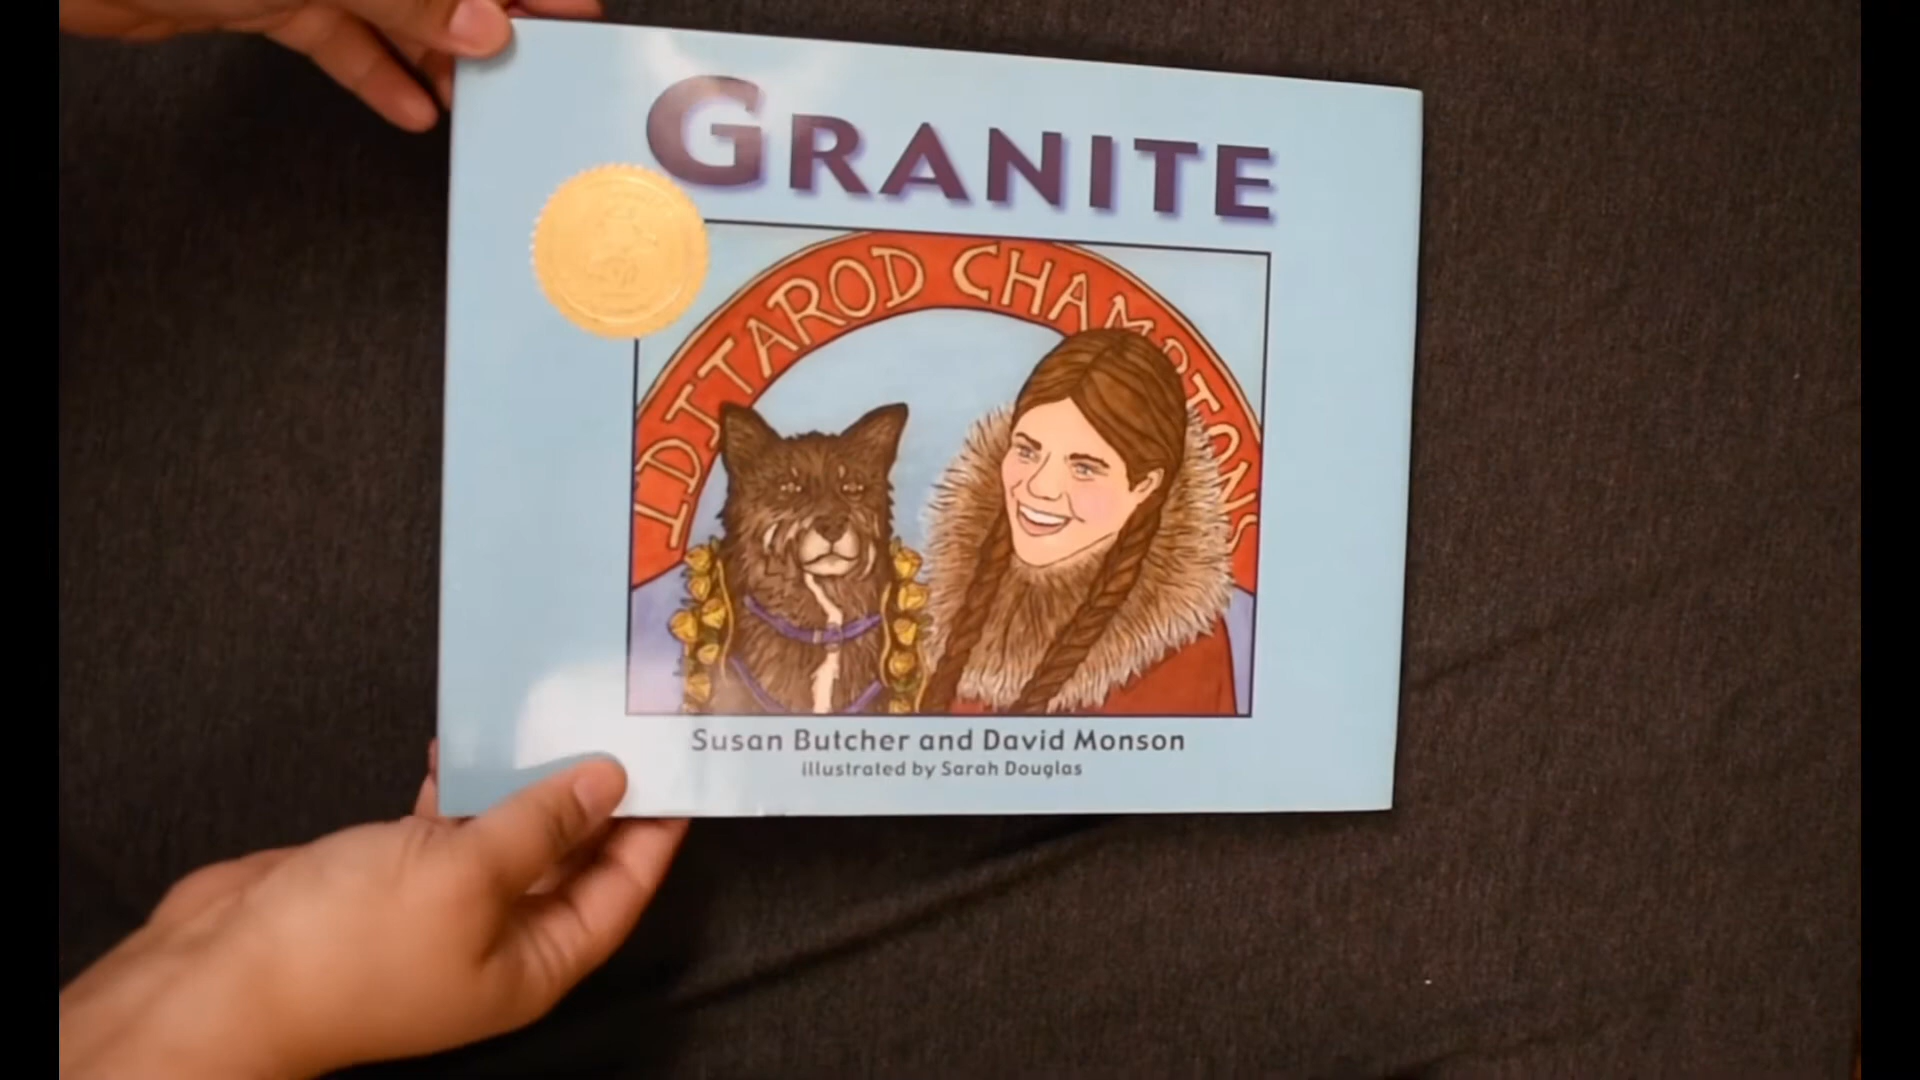 GRANITE
IDITAROD CHAMPIONS
Susan Butcher and David Monson
illustrated by Sarah Douglas